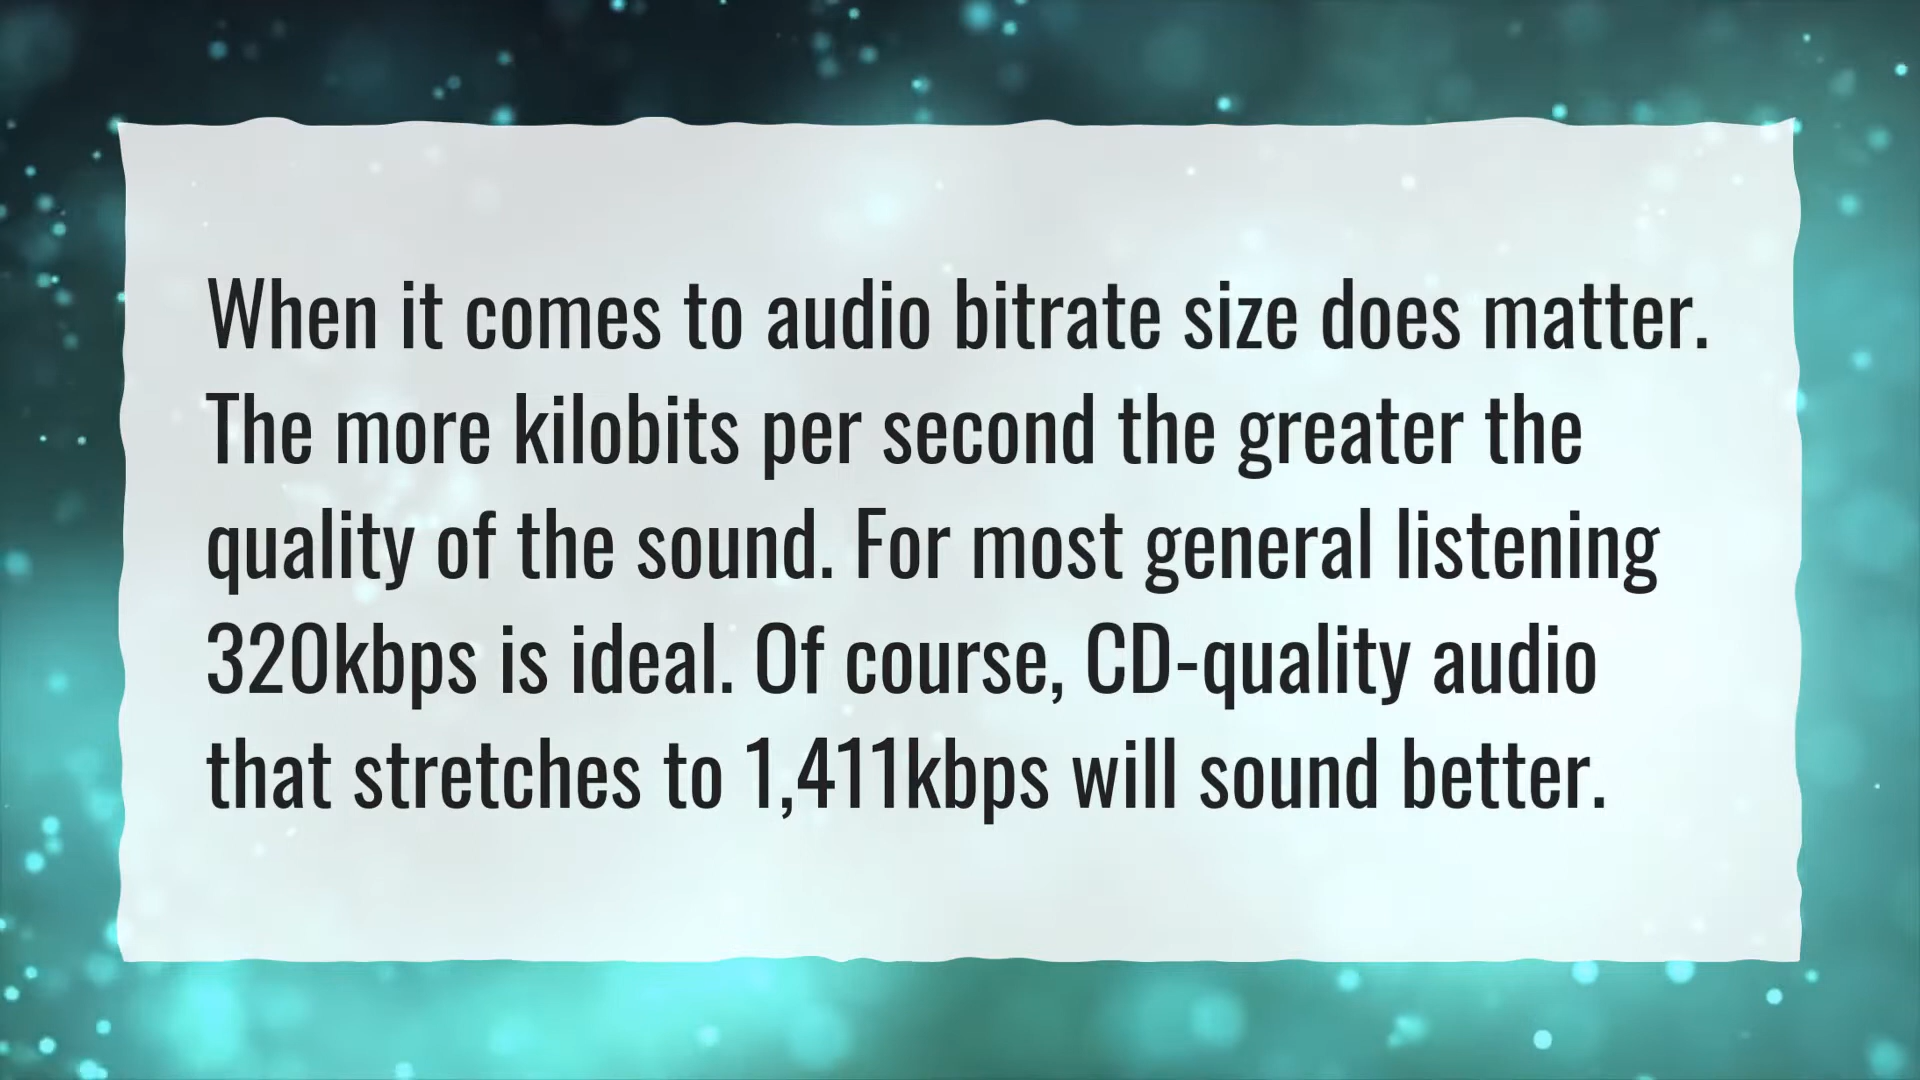 When it comes to audio bitrate size does matter.
The more kilobits per second the greater the
quality of the sound. For most general listening
320kbps is ideal. Of course, CD-quality audio
that stretches to 1,411kbps will sound better.